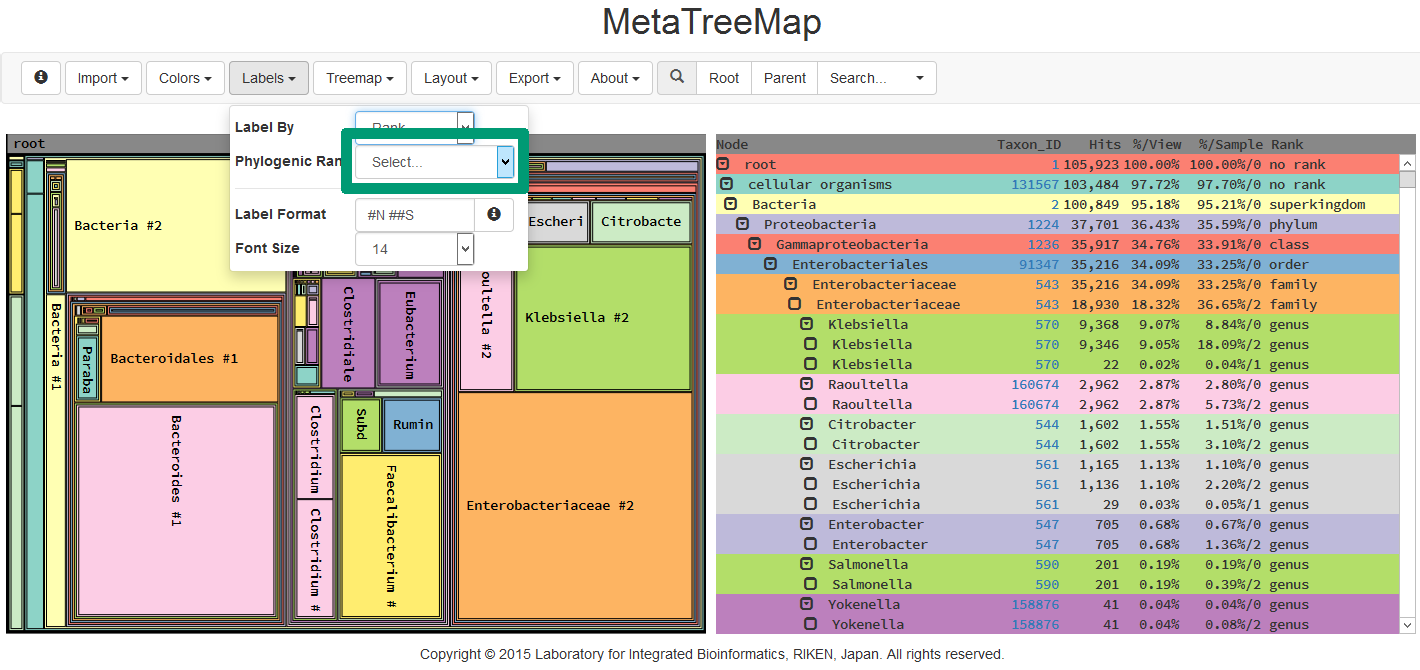 MetaTreeMap
Import Colors Labels Treemap Layout Export About Root Parent Search...
Label By Rank
Phylogenic Ran Select...
Label Format #N ##S
Font Size 14
root
Bacteria #2
Bacteria #1
Paraba
Bacteroidales #1
Bacteroides #1
Clostridiale
Eubacterium
Clostridium
Clostridium #
Subd
Rumin
Faecalibacterium #
Escheri
Citrobacte
oultella #2
Klebsiella #2
Enterobacteriaceae #2
Node Taxon_ID Hits %/View %/Sample Rank
root 1 105,923 100.00% 100.00%/0 no rank
cellular organisms 131567 103,484 97.72% 97.70%/0 no rank
Bacteria 2 100,849 95.18% 95.21%/0 superkingdom
Proteobacteria 1224 37,701 36.43% 35.59%/0 phylum
Gammaproteobacteria 1236 35,917 34.76% 33.91%/0 class
Enterobacteriales 91347 35,216 34.09% 33.25%/0 order
Enterobacteriaceae 543 35,216 34.09% 33.25%/0 family
Enterobacteriaceae 543 18,930 18.32% 36.65%/2 family
Klebsiella 570 9,368 9.07% 8.84%/0 genus
Klebsiella 570 9,346 9.05% 18.09%/2 genus
Klebsiella 570 22 0.02% 0.04%/1 genus
Raoultella 160674 2,962 2.87% 2.80%/0 genus
Raoultella 160674 2,962 2.87% 5.73%/2 genus
Citrobacter 544 1,602 1.55% 1.51%/0 genus
Citrobacter 544 1,602 1.55% 3.10%/2 genus
Escherichia 561 1,165 1.13% 1.10%/0 genus
Escherichia 561 1,136 1.10% 2.20%/2 genus
Escherichia 561 29 0.03% 0.05%/1 genus
Enterobacter 547 705 0.68% 0.67%/0 genus
Enterobacter 547 705 0.68% 1.36%/2 genus
Salmonella 590 201 0.19% 0.19%/0 genus
Salmonella 590 201 0.19% 0.39%/2 genus
Yokenella 158876 41 0.04% 0.04%/0 genus
Yokenella 158876 41 0.04% 0.08%/2 genus
Copyright © 2015 Laboratory for Integrated Bioinformatics, RIKEN, Japan. All rights reserved.